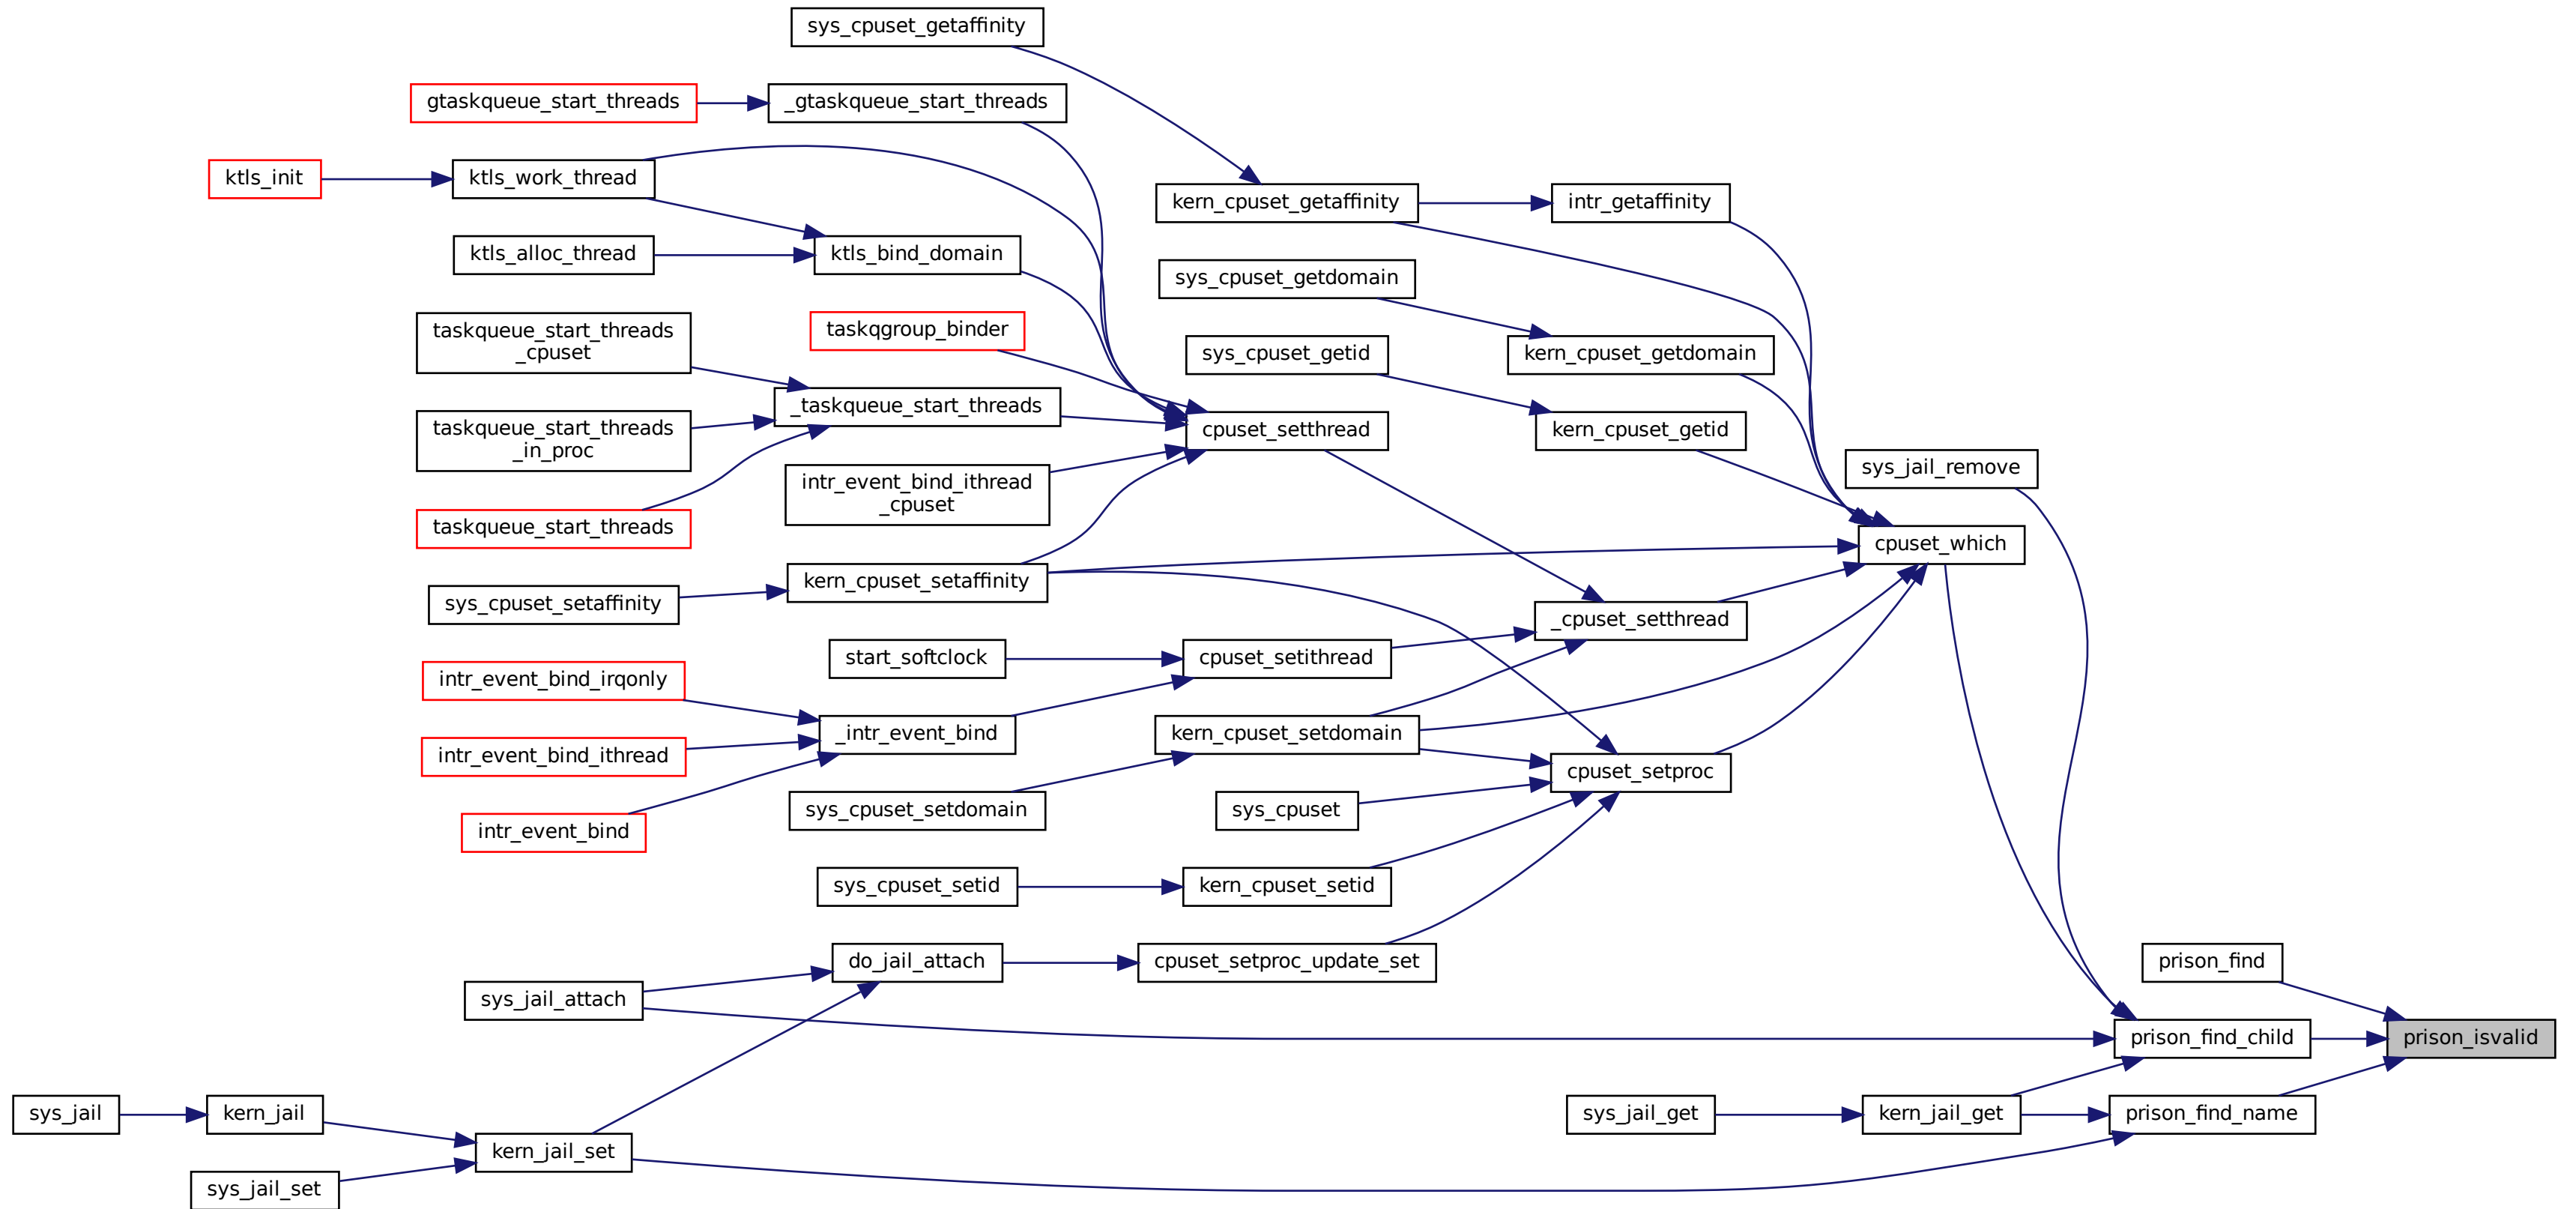 sys_cpuset_getaffinity
gtaskqueue_start_threads
_gtaskqueue_start_threads
ktls_init
ktls_work_thread
kern_cpuset_getaffinity
intr_getaffinity
ktls_alloc_thread
ktls_bind_domain
sys_cpuset_getdomain
taskqueue_start_threads
_cpuset
taskqgroup_binder
sys_cpuset_getid
kern_cpuset_getdomain
_taskqueue_start_threads
taskqueue_start_threads
_in_proc
cpuset_setthread
kern_cpuset_getid
sys_jail_remove
intr_event_bind_ithread
_cpuset
taskqueue_start_threads
cpuset_which
sys_cpuset_setaffinity
kern_cpuset_setaffinity
_cpuset_setthread
start_softclock
cpuset_setithread
intr_event_bind_irqonly
_intr_event_bind
kern_cpuset_setdomain
intr_event_bind_ithread
cpuset_setproc
sys_cpuset_setdomain
sys_cpuset
intr_event_bind
sys_cpuset_setid
kern_cpuset_setid
do_jail_attach
cpuset_setproc_update_set
prison_find
sys_jail_attach
prison_find_child
prison_isvalid
sys_jail
kern_jail
sys_jail_get
kern_jail_get
prison_find_name
kern_jail_set
sys_jail_set